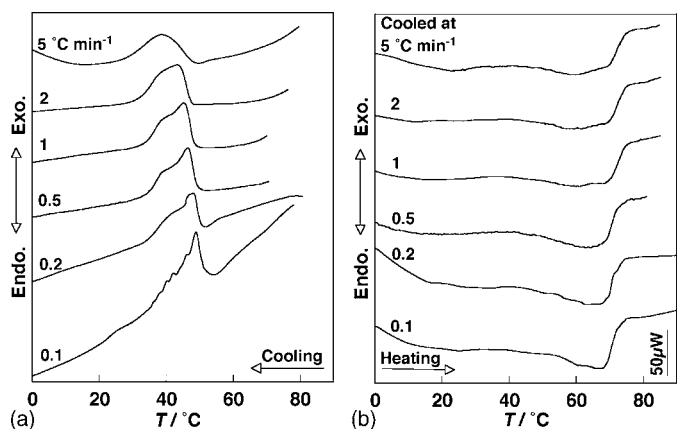 5 °C min⁻¹
2
1
0.5
0.2
0.1
Exo.
Endo.
Cooling
0 20 40 60 80
T / °C
(a)
Cooled at
5 °C min⁻¹
2
1
0.5
0.2
0.1
Exo.
Endo.
Heating
50µW
0 20 40 60 80
T / °C
(b)